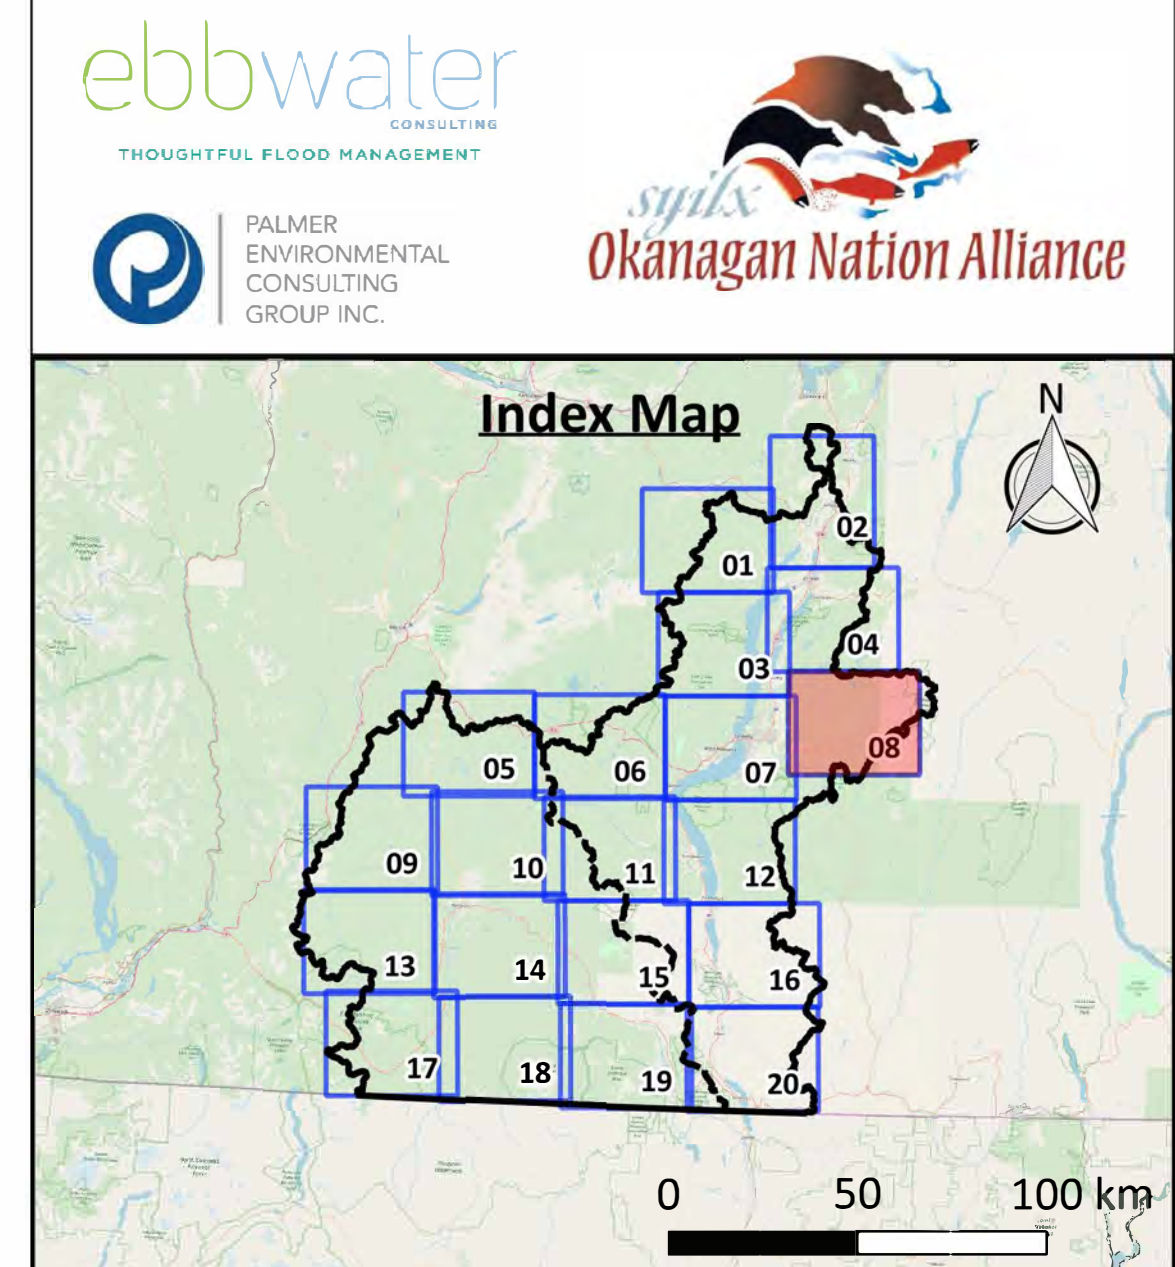 ebbwater
CONSULTING
THOUGHTFUL FLOOD MANAGEMENT
PALMER
ENVIRONMENTAL
CONSULTING
GROUP INC.
syilx
Okanagan Nation Alliance
Index Map
N
02
01
04
03
08
05
06
07
09
10
11
12
13
14
15
16
17
18
19
20
0 50 100 km